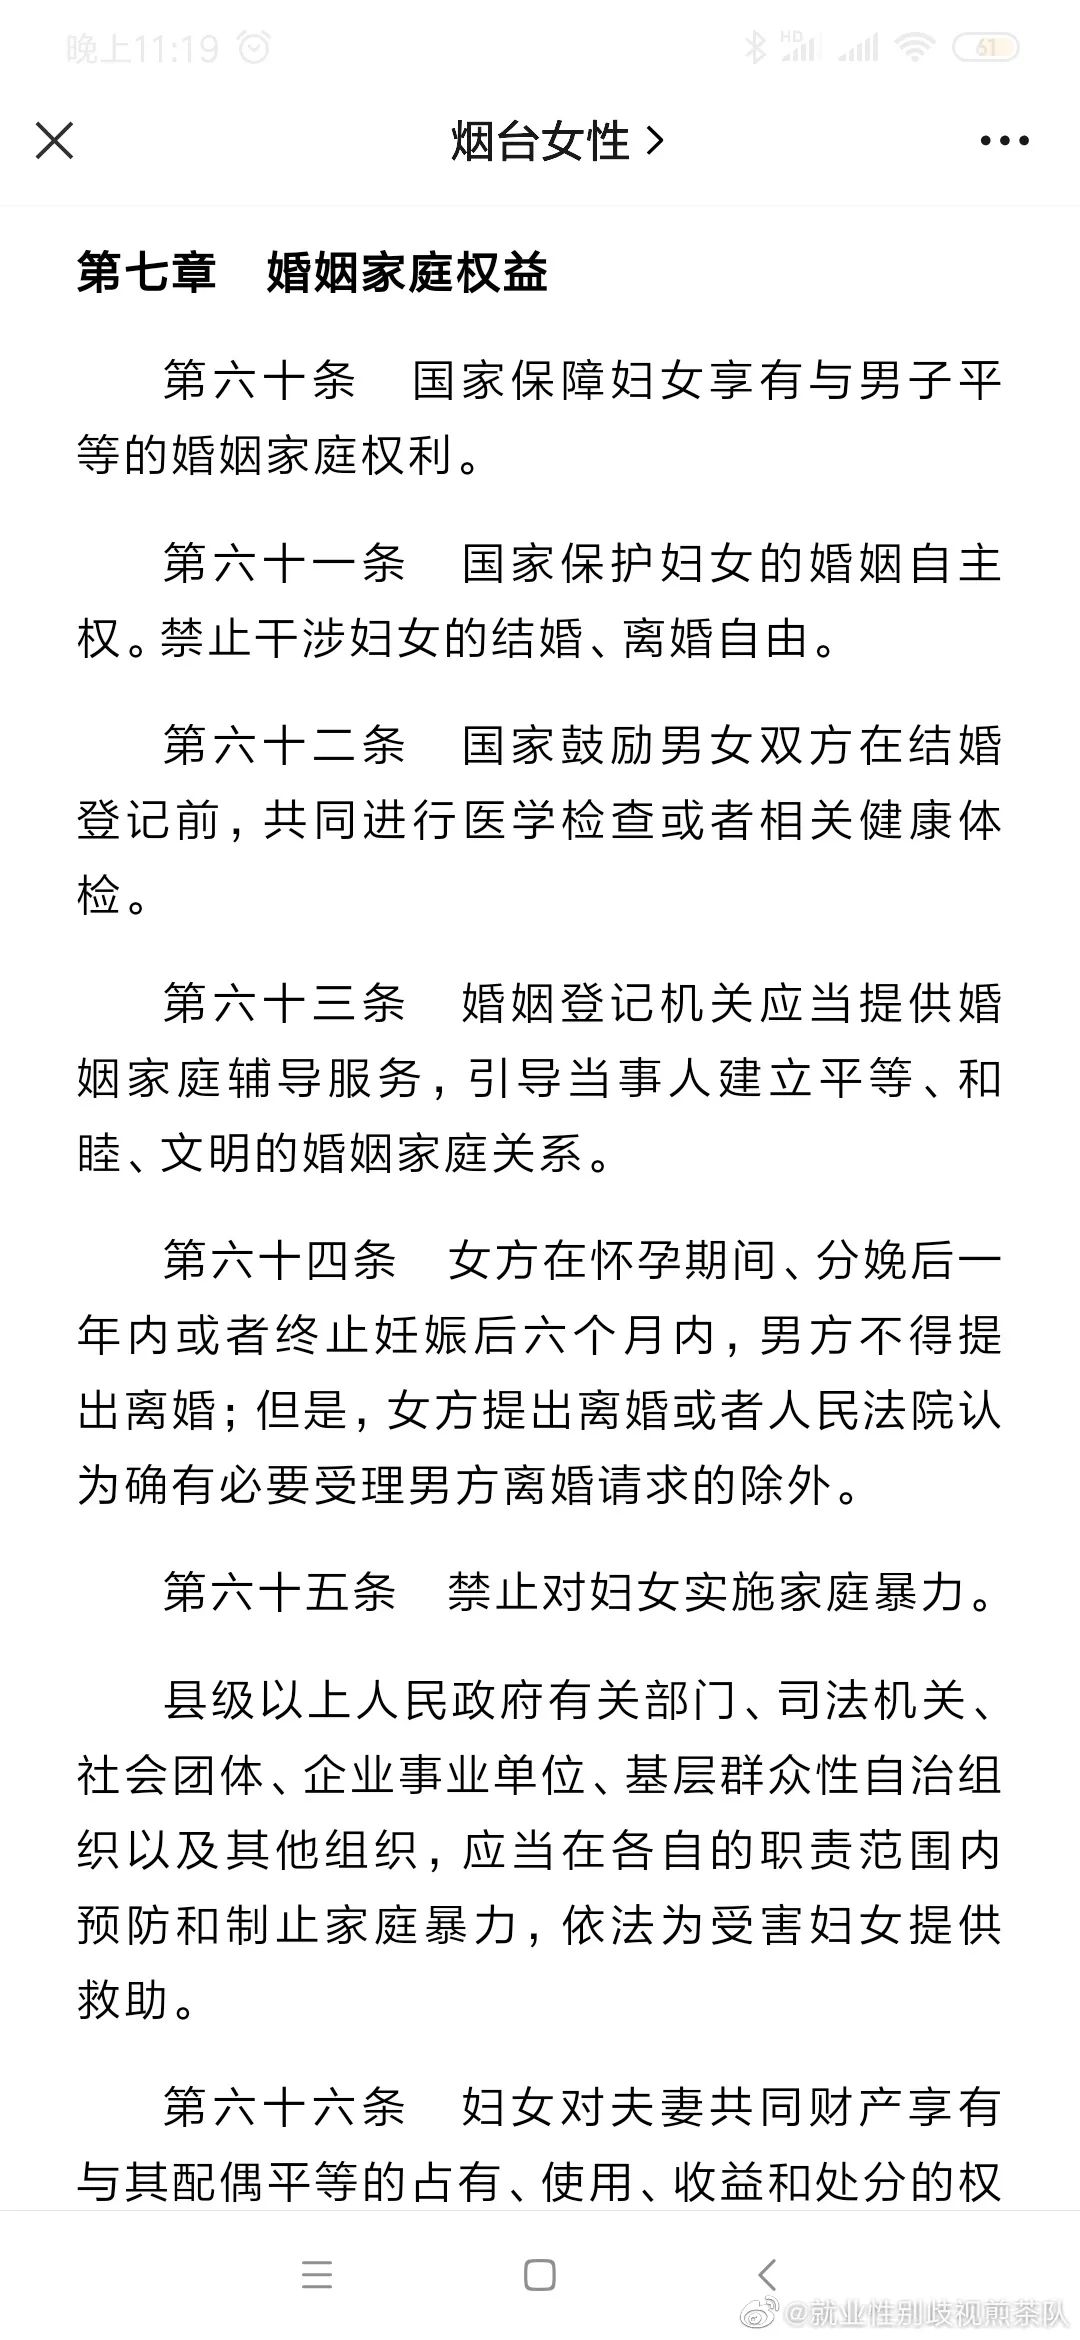 晚上11:19
HD
61
烟台女性
第七章 婚姻家庭权益
第六十条 国家保障妇女享有与男子平
等的婚姻家庭权利。
第六十一条 国家保护妇女的婚姻自主
权。禁止干涉妇女的结婚、离婚自由。
第六十二条 国家鼓励男女双方在结婚
登记前，共同进行医学检查或者相关健康体
检。
第六十三条 婚姻登记机关应当提供婚
姻家庭辅导服务，引导当事人建立平等、和
睦、文明的婚姻家庭关系。
第六十四条 女方在怀孕期间、分娩后一
年内或者终止妊娠后六个月内，男方不得提
出离婚；但是，女方提出离婚或者人民法院认
为确有必要受理男方离婚请求的除外。
第六十五条 禁止对妇女实施家庭暴力。
县级以上人民政府有关部门、司法机关、
社会团体、企业事业单位、基层群众性自治组
织以及其他组织，应当在各自的职责范围内
预防和制止家庭暴力，依法为受害妇女提供
救助。
第六十六条 妇女对夫妻共同财产享有
与其配偶平等的占有、使用、收益和处分的权
@就业性别歧视煎茶队